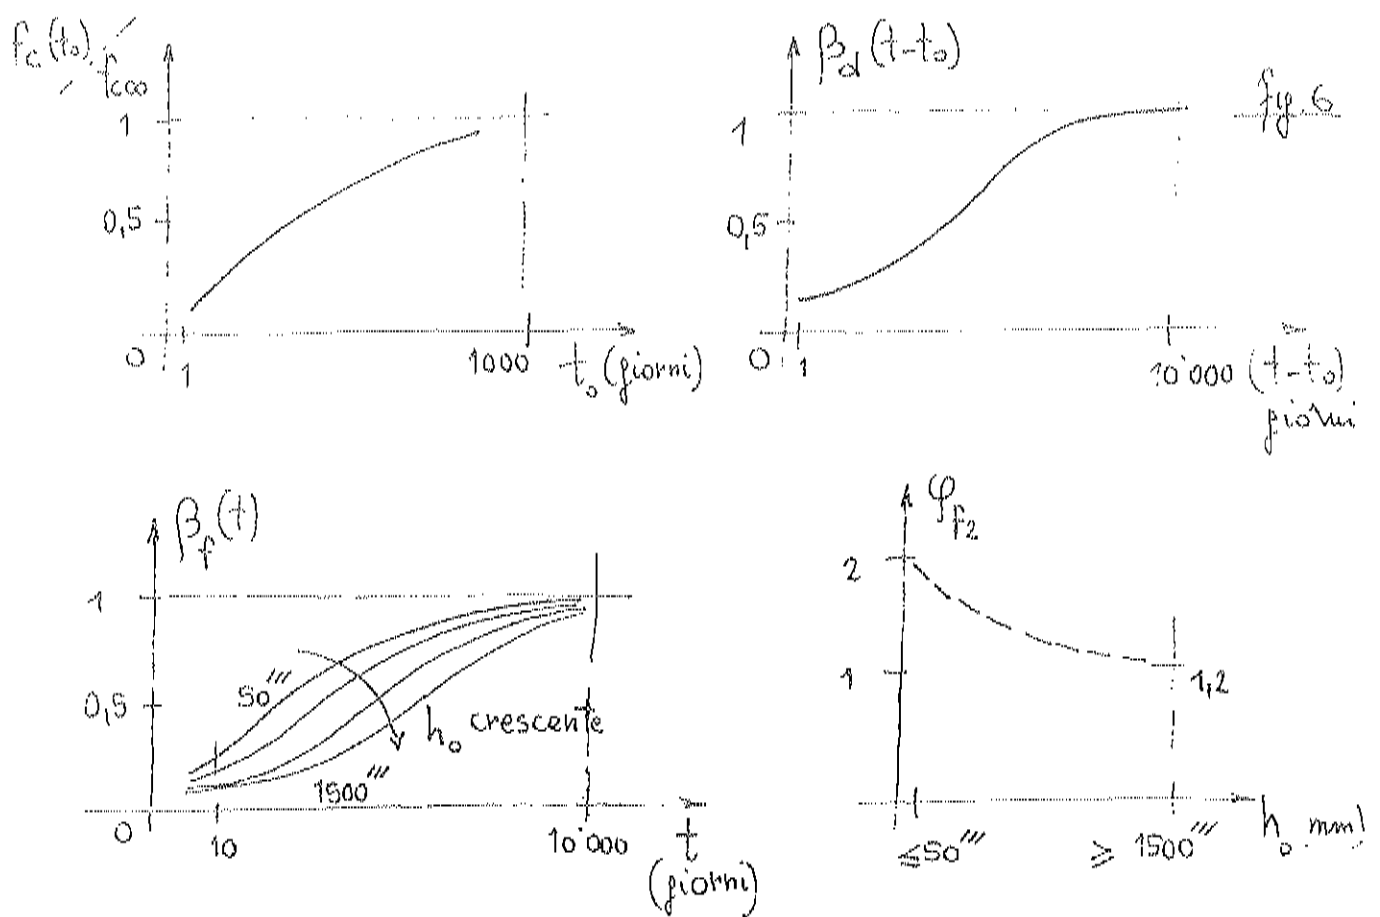 fc(t₀)/fc∞
1
0,5
0
1
1000
t₀ (giorni)
βd(t-t₀)
fig. 6
1
0,5
0
1
10'000
(t-t₀)
giorni
βf(t)
1
0,5
50'''
h₀ crescente
1500'''
0
10
10'000
t
(giorni)
φf2
2
1
1,2
≤50'''
≥ 1500'''
h₀ mm